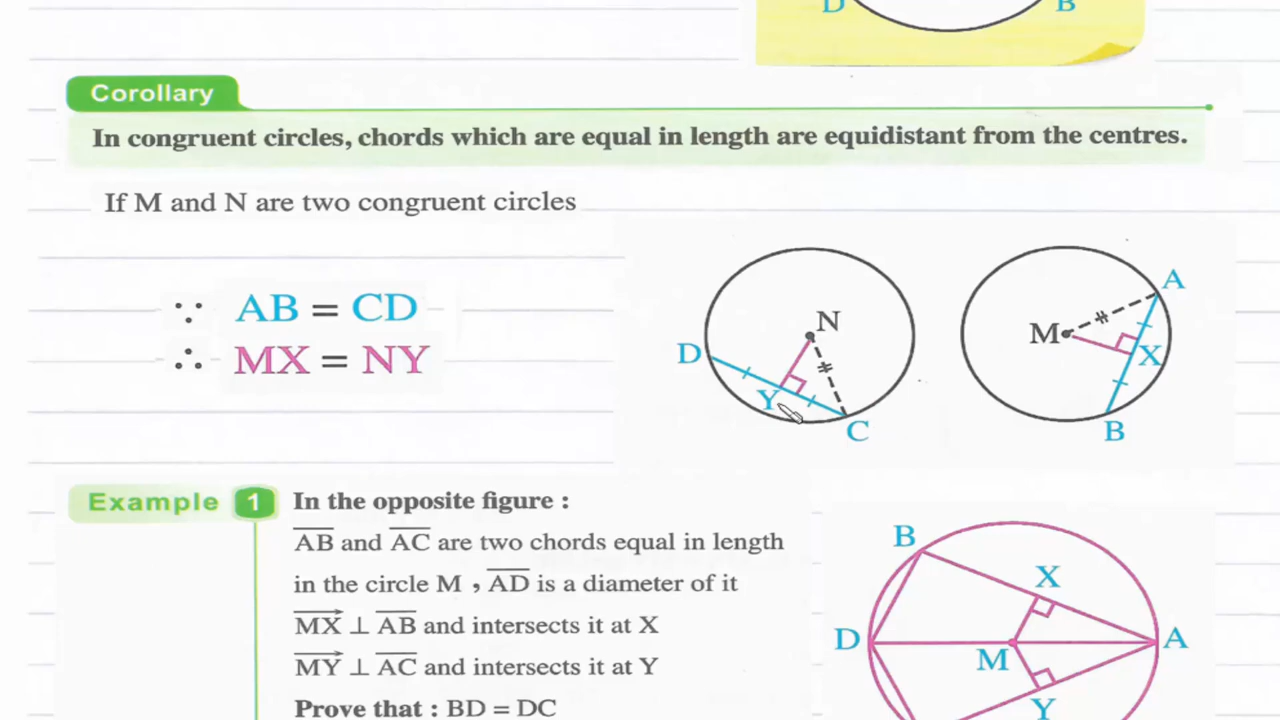 D B
Corollary
In congruent circles, chords which are equal in length are equidistant from the centres.
If M and N are two congruent circles
∵ AB = CD
∴ MX = NY
N
D
Y
C
A
M
X
B
Example 1 In the opposite figure :
AB and AC are two chords equal in length
in the circle M , AD is a diameter of it
MX ⊥ AB and intersects it at X
MY ⊥ AC and intersects it at Y
Prove that : BD = DC
B
X
D
M
A
Y